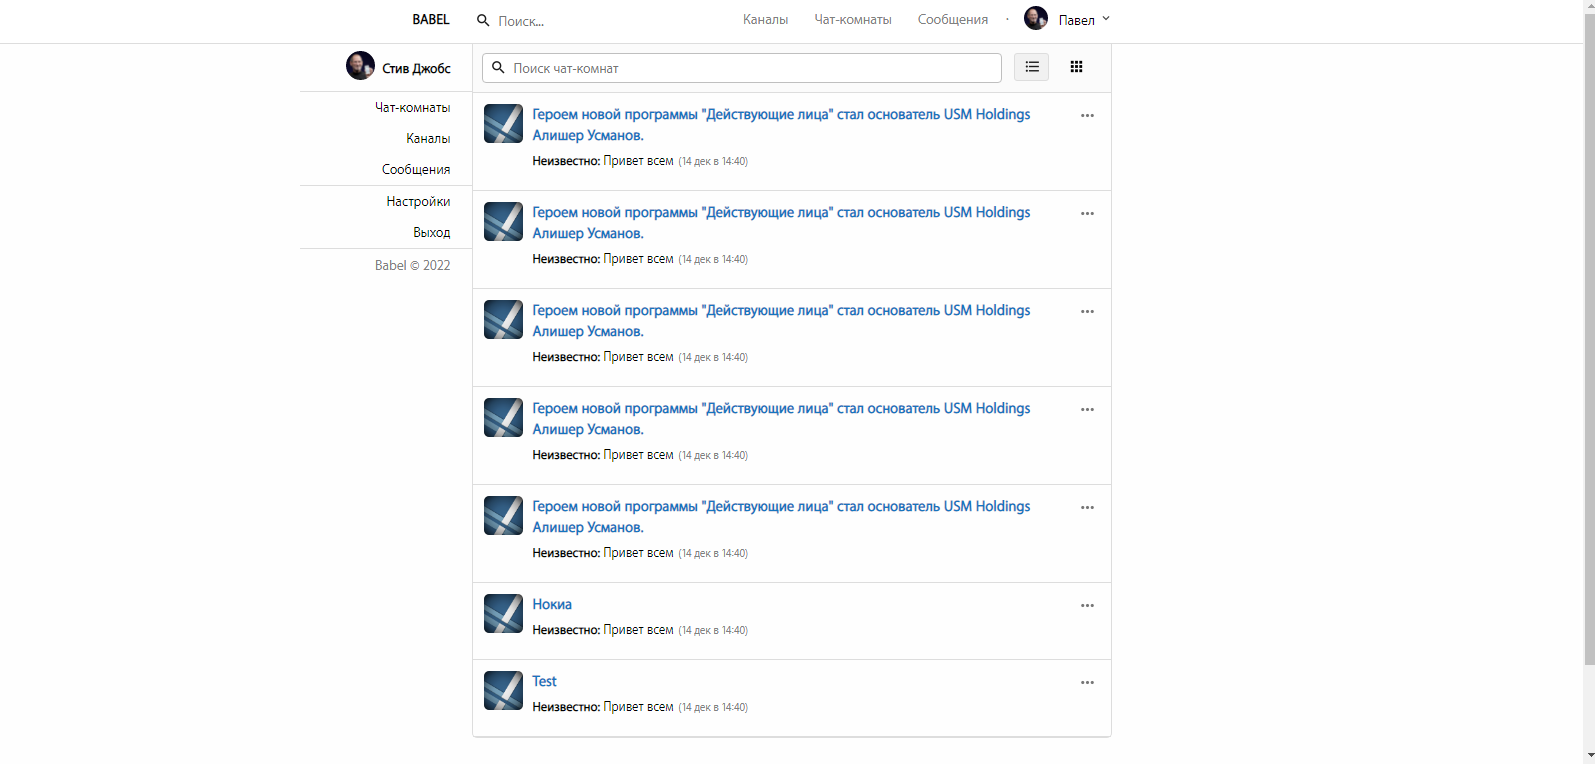 BABEL Поиск... Каналы Чат-комнаты Сообщения · Павел
Стив Джобс
Чат-комнаты
Каналы
Сообщения
Настройки
Выход
Babel © 2022
Поиск чат-комнат
Героем новой программы "Действующие лица" стал основатель USM Holdings
Алишер Усманов.
Неизвестно: Привет всем (14 дек в 14:40)
Героем новой программы "Действующие лица" стал основатель USM Holdings
Алишер Усманов.
Неизвестно: Привет всем (14 дек в 14:40)
Героем новой программы "Действующие лица" стал основатель USM Holdings
Алишер Усманов.
Неизвестно: Привет всем (14 дек в 14:40)
Героем новой программы "Действующие лица" стал основатель USM Holdings
Алишер Усманов.
Неизвестно: Привет всем (14 дек в 14:40)
Героем новой программы "Действующие лица" стал основатель USM Holdings
Алишер Усманов.
Неизвестно: Привет всем (14 дек в 14:40)
Нокиа
Неизвестно: Привет всем (14 дек в 14:40)
Test
Неизвестно: Привет всем (14 дек в 14:40)